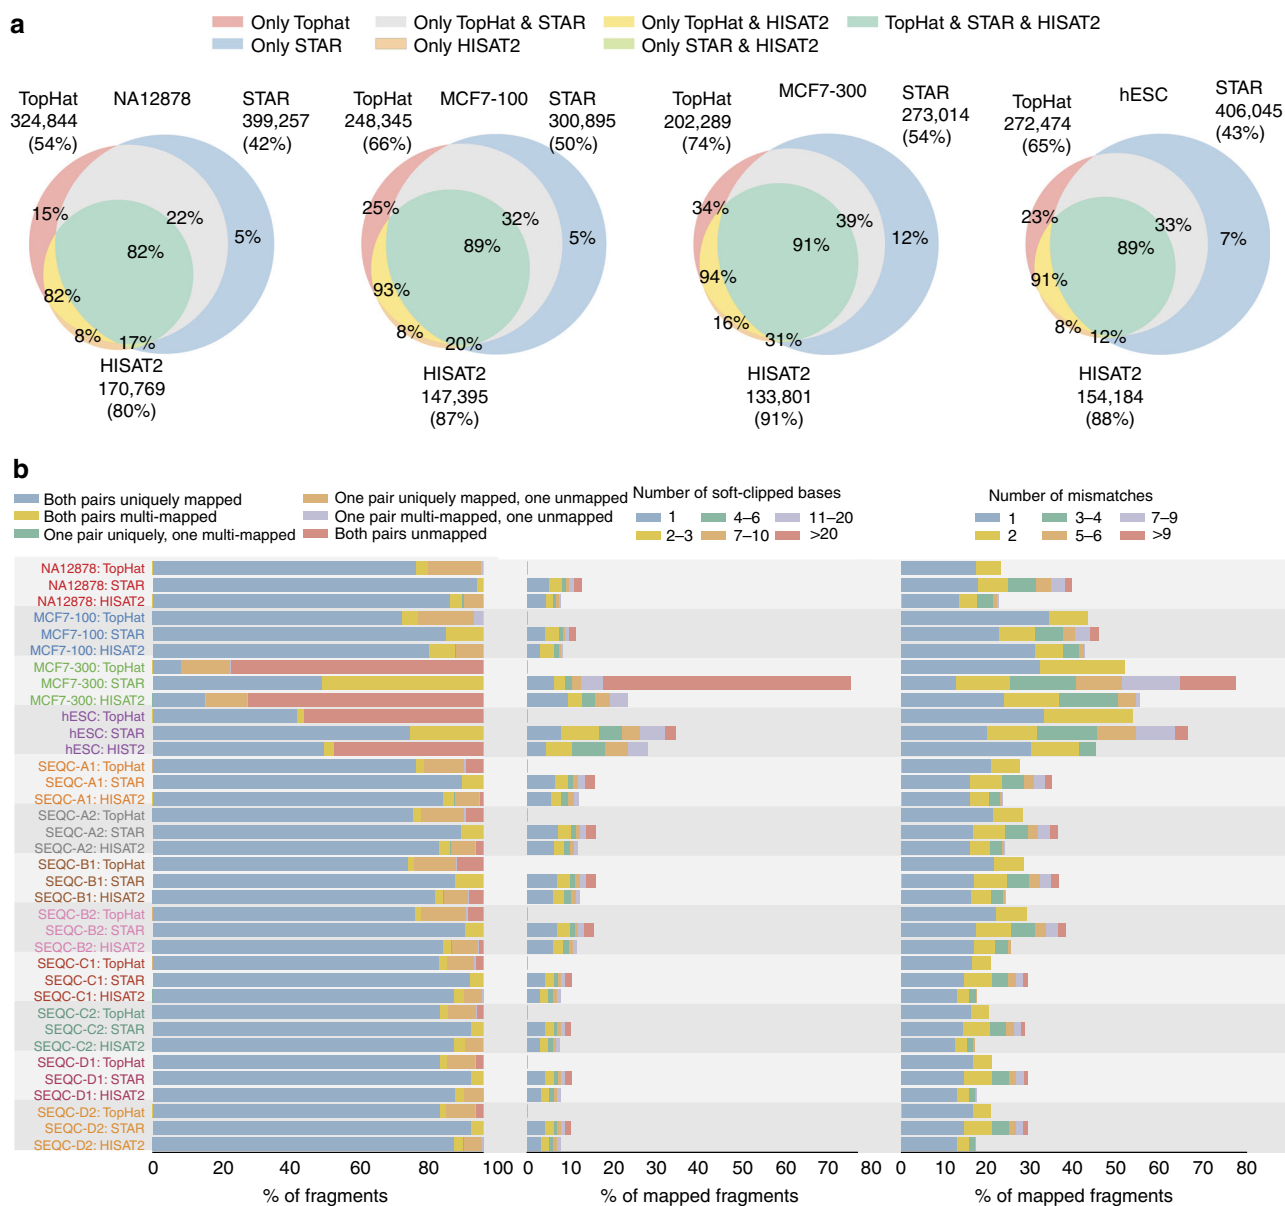 a
Only Tophat
Only TopHat & STAR
Only TopHat & HISAT2
TopHat & STAR & HISAT2
Only STAR
Only HISAT2
Only STAR & HISAT2
TopHat
324,844
(54%)
NA12878
STAR
399,257
(42%)
15%
22%
5%
82%
82%
8%
17%
HISAT2
170,769
(80%)
TopHat
248,345
(66%)
MCF7-100
STAR
300,895
(50%)
25%
32%
5%
89%
93%
8%
20%
HISAT2
147,395
(87%)
TopHat
202,289
(74%)
MCF7-300
STAR
273,014
(54%)
34%
39%
12%
91%
94%
16%
31%
HISAT2
133,801
(91%)
TopHat
272,474
(65%)
hESC
STAR
406,045
(43%)
23%
33%
7%
89%
91%
8%
12%
HISAT2
154,184
(88%)
b
Both pairs uniquely mapped
Both pairs multi-mapped
One pair uniquely, one multi-mapped
One pair uniquely mapped, one unmapped
One pair multi-mapped, one unmapped
Both pairs unmapped
Number of soft-clipped bases
1
4–6
11–20
2–3
7–10
>20
Number of mismatches
1
3–4
7–9
2
5–6
>9
NA12878: TopHat
NA12878: STAR
NA12878: HISAT2
MCF7-100: TopHat
MCF7-100: STAR
MCF7-100: HISAT2
MCF7-300: TopHat
MCF7-300: STAR
MCF7-300: HISAT2
hESC: TopHat
hESC: STAR
hESC: HIST2
SEQC-A1: TopHat
SEQC-A1: STAR
SEQC-A1: HISAT2
SEQC-A2: TopHat
SEQC-A2: STAR
SEQC-A2: HISAT2
SEQC-B1: TopHat
SEQC-B1: STAR
SEQC-B1: HISAT2
SEQC-B2: TopHat
SEQC-B2: STAR
SEQC-B2: HISAT2
SEQC-C1: TopHat
SEQC-C1: STAR
SEQC-C1: HISAT2
SEQC-C2: TopHat
SEQC-C2: STAR
SEQC-C2: HISAT2
SEQC-D1: TopHat
SEQC-D1: STAR
SEQC-D1: HISAT2
SEQC-D2: TopHat
SEQC-D2: STAR
SEQC-D2: HISAT2
0 20 40 60 80 100
% of fragments
0 10 20 30 40 50 60 70 80
% of mapped fragments
0 10 20 30 40 50 60 70 80
% of mapped fragments